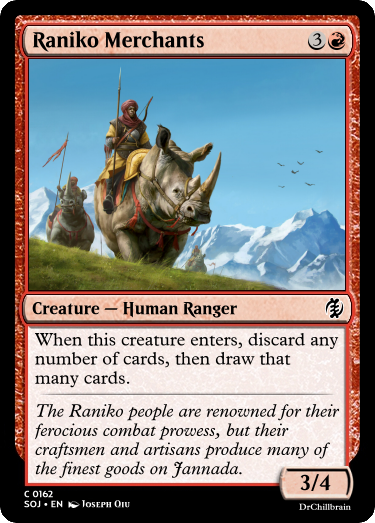 Raniko Merchants 3
Creature — Human Ranger
When this creature enters, discard any
number of cards, then draw that
many cards.
The Raniko people are renowned for their
ferocious combat prowess, but their
craftsmen and artisans produce many of
the finest goods on Jannada.
3/4
C 0162
SOJ • EN Joseph Qiu
DrChillbrain